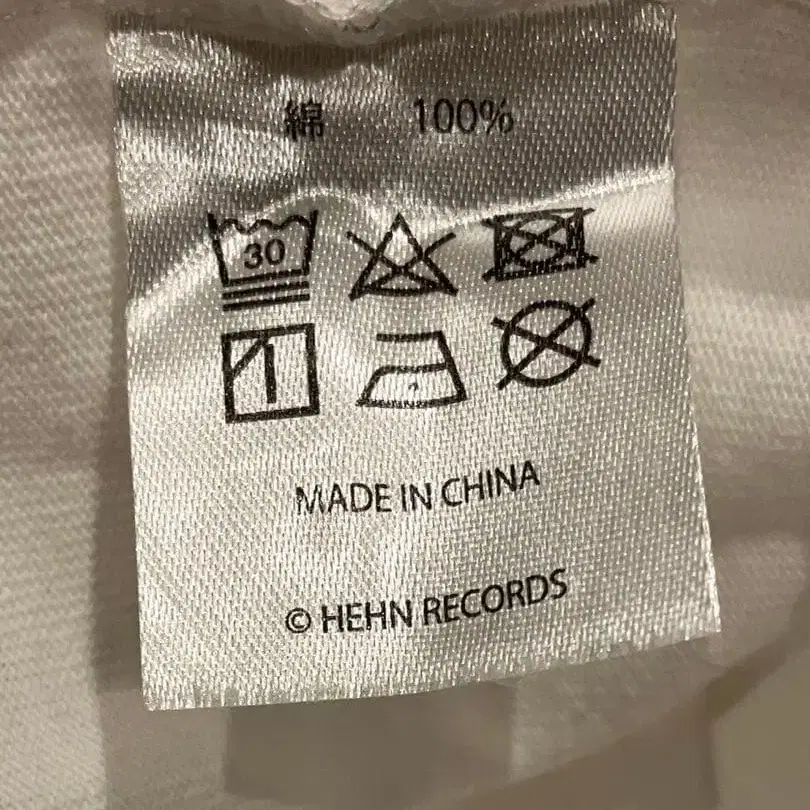 綿 100%
30
MADE IN CHINA
© HEHN RECORDS